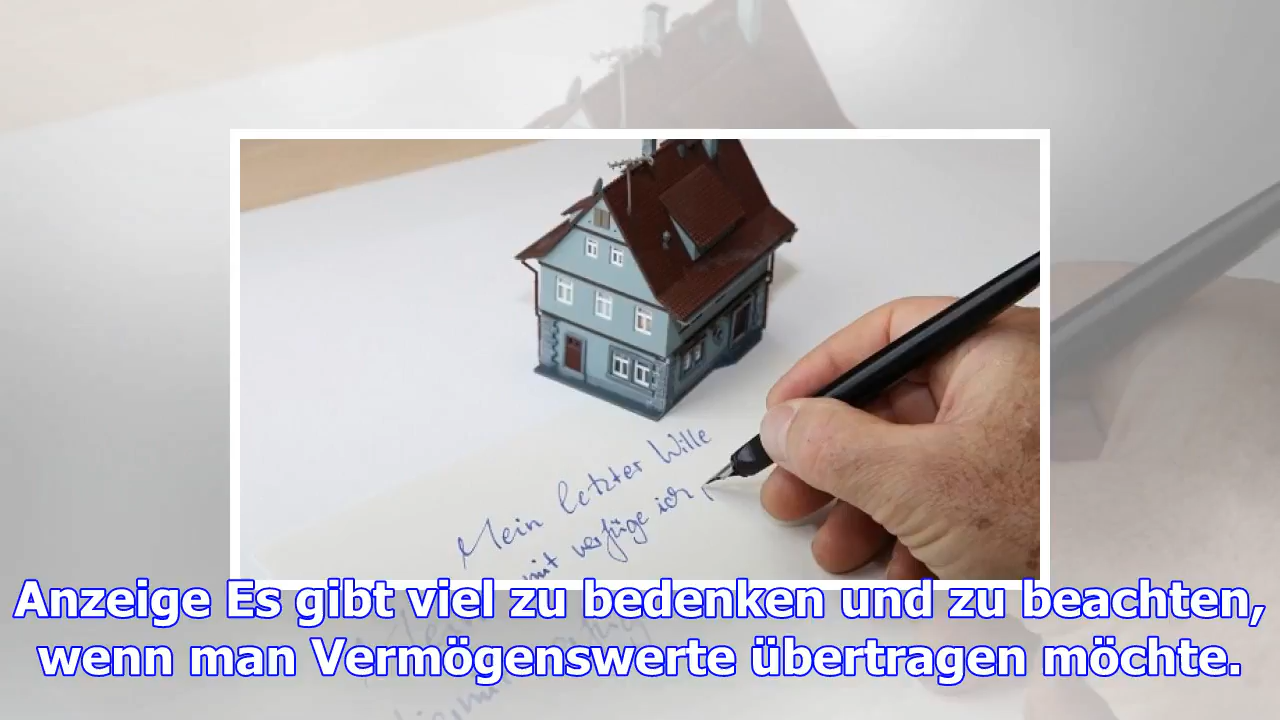 Mein letzter Wille
mit verfüge ich
Anzeige Es gibt viel zu bedenken und zu beachten,
wenn man Vermögenswerte übertragen möchte.